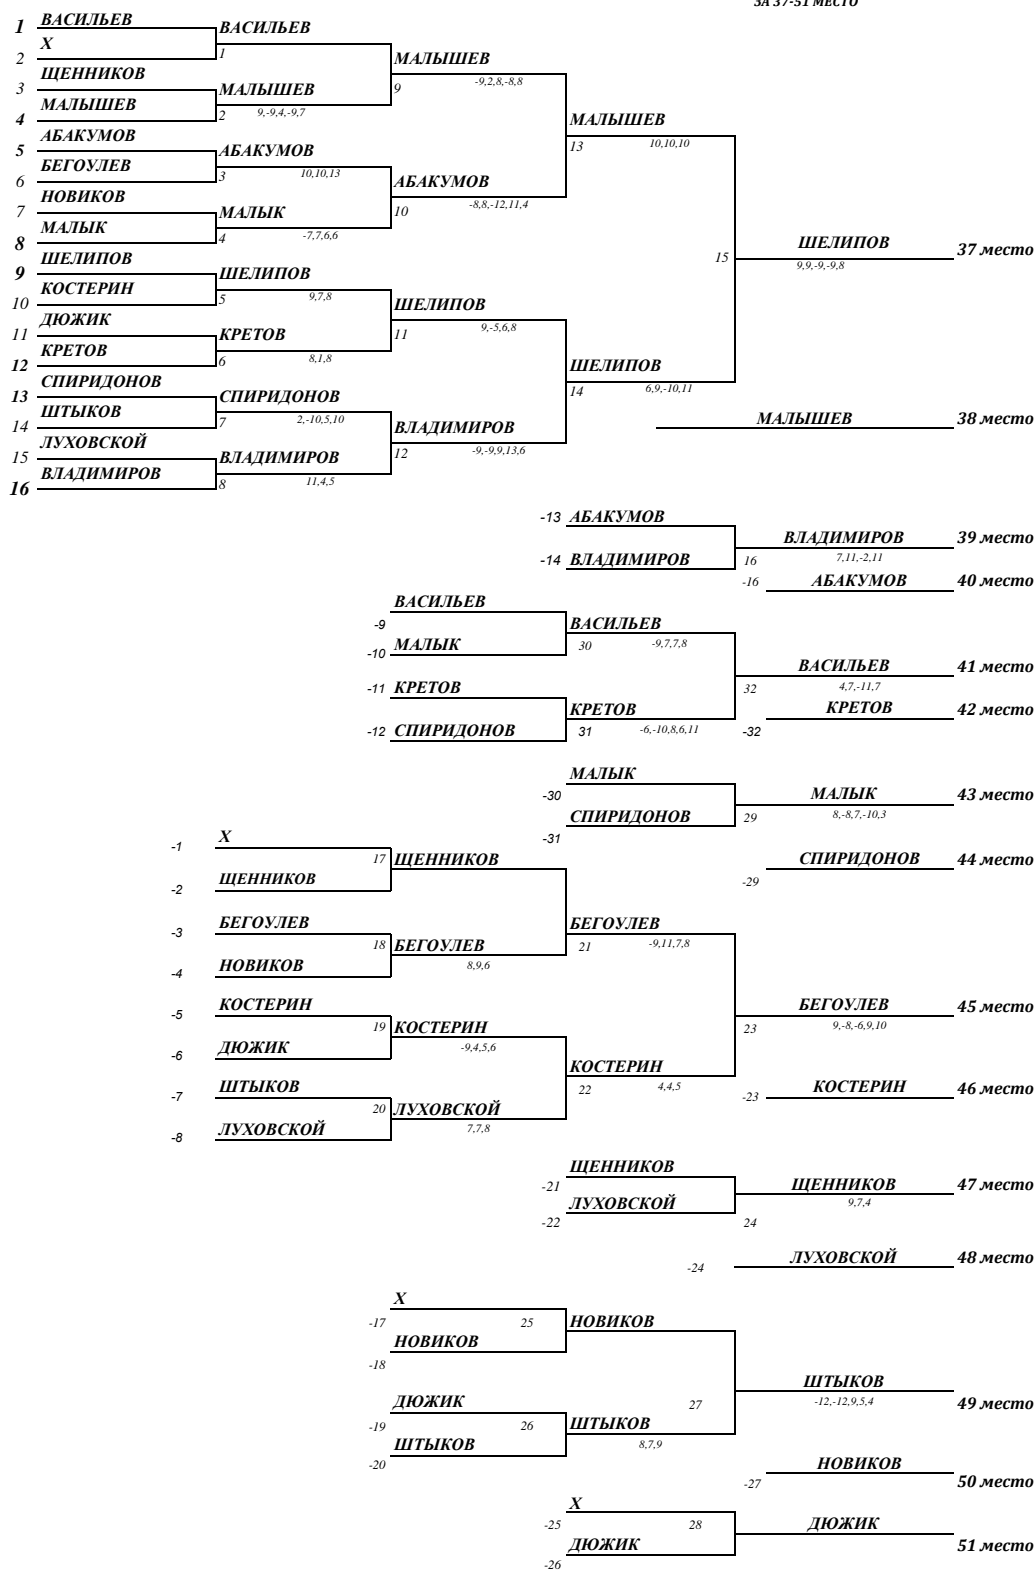 ЗА 37-51 МЕСТО
1 ВАСИЛЬЕВ
ВАСИЛЬЕВ
2 X
1
МАЛЫШЕВ
3 ЩЕННИКОВ
9 -9,2,8,-8,8
МАЛЫШЕВ
4 МАЛЫШЕВ
2 9,-9,4,-9,7
МАЛЫШЕВ
5 АБАКУМОВ
13 10,10,10
АБАКУМОВ
6 БЕГОУЛЕВ
3 10,10,13
АБАКУМОВ
7 НОВИКОВ
10 -8,8,-12,11,4
МАЛЫК
8 МАЛЫК
4 -7,7,6,6
15 ШЕЛИПОВ 37 место
9,9,-9,-9,8
9 ШЕЛИПОВ
ШЕЛИПОВ
10 КОСТЕРИН
5 9,7,8
ШЕЛИПОВ
11 ДЮЖИК
11 9,-5,6,8
КРЕТОВ
12 КРЕТОВ
6 8,1,8
ШЕЛИПОВ
13 СПИРИДОНОВ
14 6,9,-10,11
СПИРИДОНОВ
14 ШТЫКОВ
7 2,-10,5,10
МАЛЫШЕВ 38 место
ВЛАДИМИРОВ
15 ЛУХОВСКОЙ
12 -9,-9,9,13,6
ВЛАДИМИРОВ
16 ВЛАДИМИРОВ
8 11,4,5
-13 АБАКУМОВ
ВЛАДИМИРОВ 39 место
-14 ВЛАДИМИРОВ
16 7,11,-2,11
-16 АБАКУМОВ 40 место
ВАСИЛЬЕВ
-9
ВАСИЛЬЕВ
-10 МАЛЫК
30 -9,7,7,8
ВАСИЛЬЕВ 41 место
-11 КРЕТОВ
32 4,7,-11,7
КРЕТОВ
КРЕТОВ 42 место
-12 СПИРИДОНОВ
31 -6,-10,8,6,11
-32
МАЛЫК
-30
МАЛЫК 43 место
СПИРИДОНОВ
29 8,-8,7,-10,3
-31
-1 X
17 ЩЕННИКОВ
СПИРИДОНОВ 44 место
-2 ЩЕННИКОВ
-29
-3 БЕГОУЛЕВ
БЕГОУЛЕВ
18 БЕГОУЛЕВ
21 -9,11,7,8
-4 НОВИКОВ
8,9,6
-5 КОСТЕРИН
БЕГОУЛЕВ 45 место
19 КОСТЕРИН
23 9,-8,-6,9,10
-6 ДЮЖИК
-9,4,5,6
КОСТЕРИН
-7 ШТЫКОВ
22 4,4,5
-23 КОСТЕРИН 46 место
20 ЛУХОВСКОЙ
-8 ЛУХОВСКОЙ
7,7,8
ЩЕННИКОВ
-21
ЩЕННИКОВ 47 место
ЛУХОВСКОЙ
9,7,4
-22
24
-24 ЛУХОВСКОЙ 48 место
X
-17 25 НОВИКОВ
НОВИКОВ
-18
ШТЫКОВ 49 место
ДЮЖИК
27 -12,-12,9,5,4
-19 26 ШТЫКОВ
ШТЫКОВ
8,7,9
-20
НОВИКОВ 50 место
-27
X
-25 28 ДЮЖИК
ДЮЖИК 51 место
-26